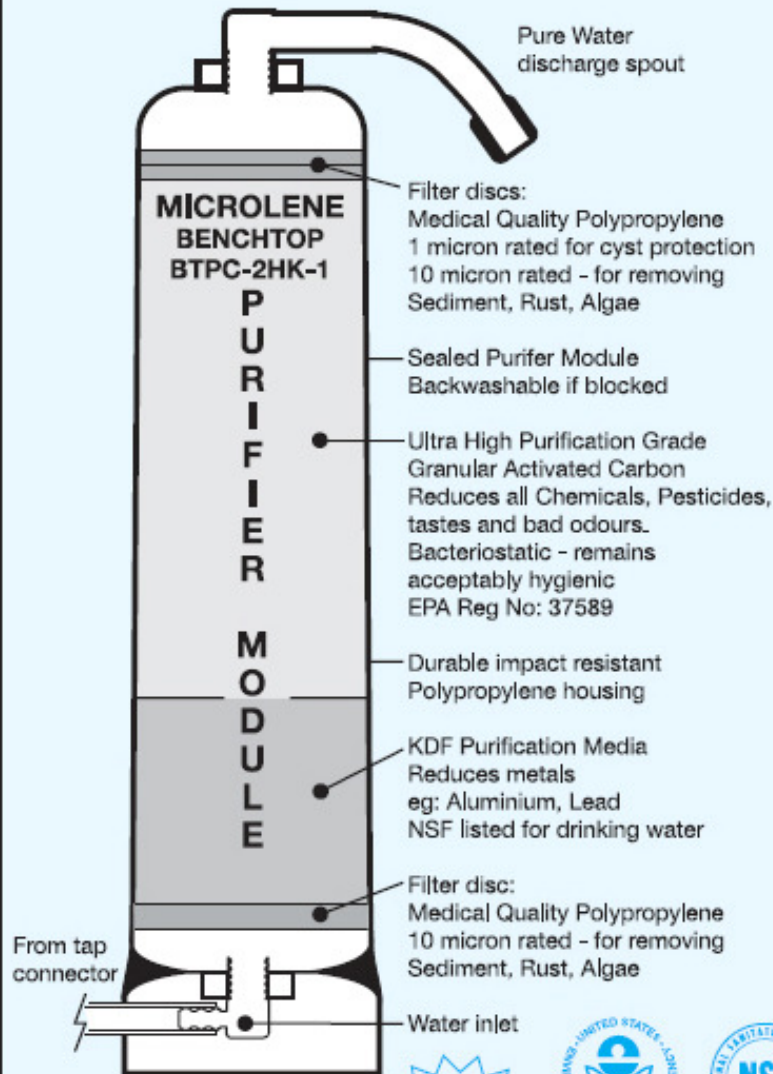 Pure Water
discharge spout
MICROLENE
BENCHTOP
BTPC-2HK-1
PURIFIER MODULE
Filter discs:
Medical Quality Polypropylene
1 micron rated for cyst protection
10 micron rated - for removing
Sediment, Rust, Algae
Sealed Purifer Module
Backwashable if blocked
Ultra High Purification Grade
Granular Activated Carbon
Reduces all Chemicals, Pesticides,
tastes and bad odours.
Bacteriostatic - remains
acceptably hygienic
EPA Reg No: 37589
Durable impact resistant
Polypropylene housing
KDF Purification Media
Reduces metals
eg: Aluminium, Lead
NSF listed for drinking water
Filter disc:
Medical Quality Polypropylene
10 micron rated - for removing
Sediment, Rust, Algae
From tap
connector
Water inlet
UNITED STATES